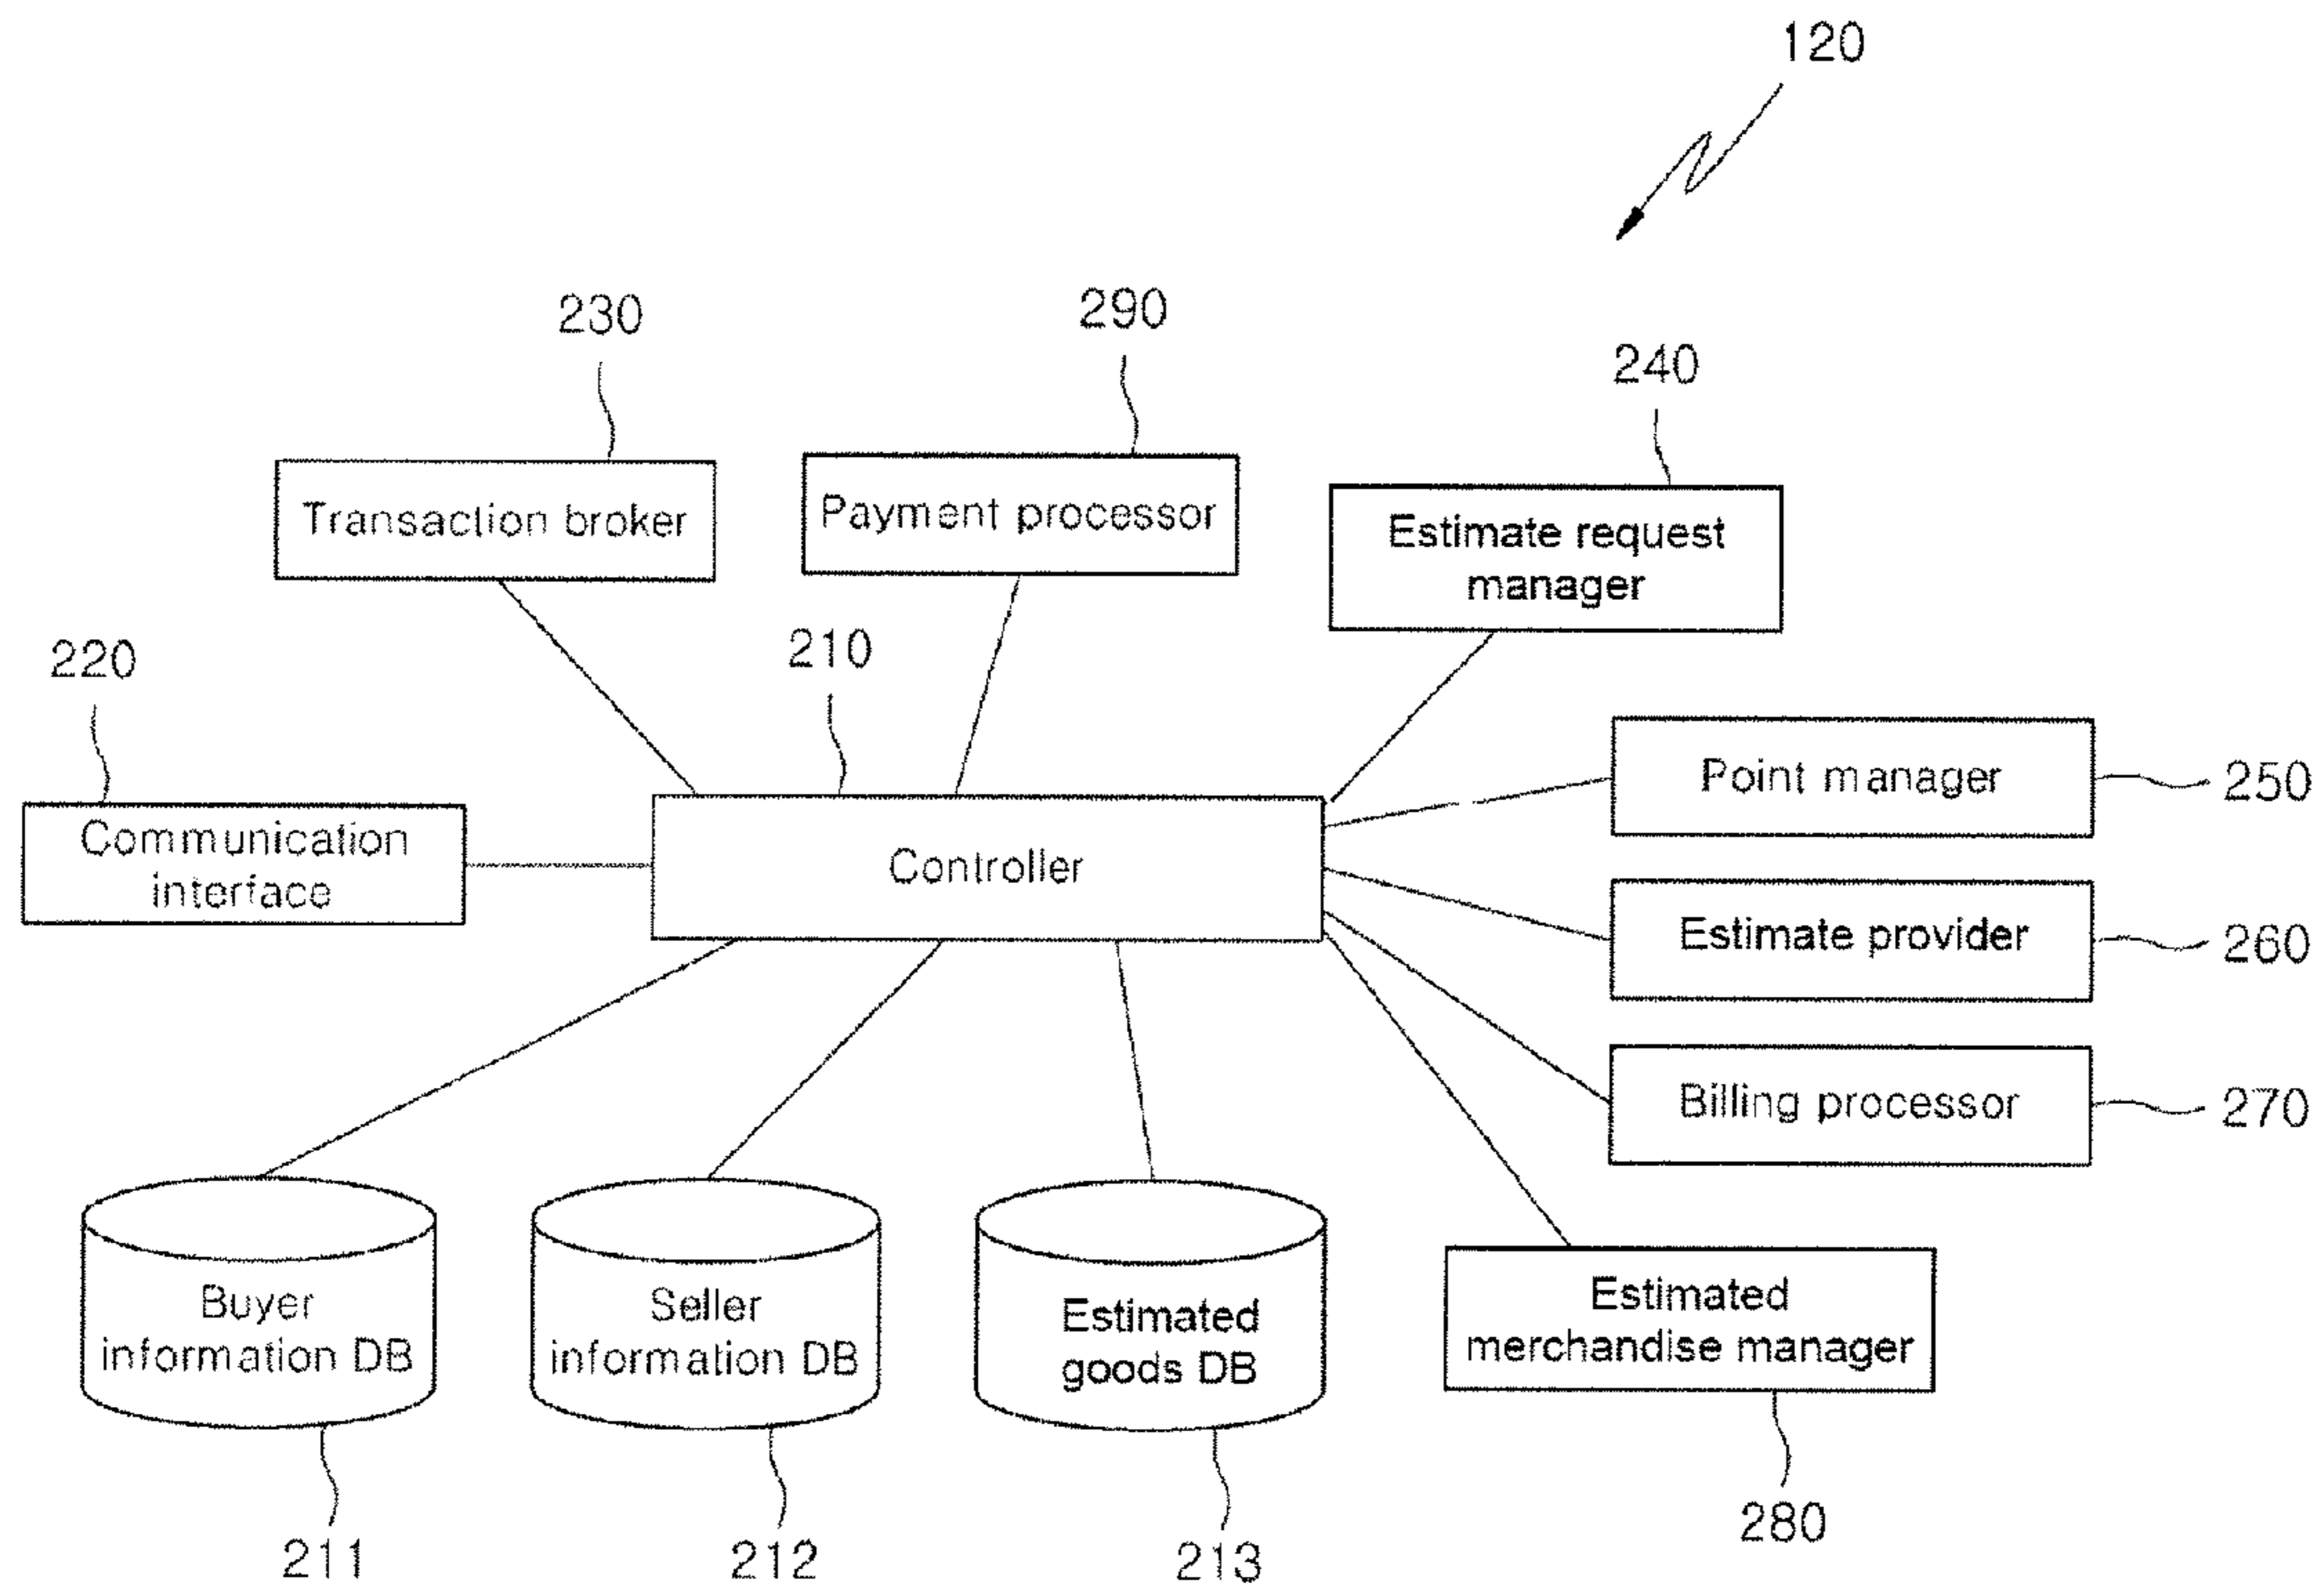 120
230
290
240
Transaction broker
Payment processor
Estimate request
manager
220
210
Communication
interface
Controller
Point manager
250
Estimate provider
260
Billing processor
270
Buyer
information DB
Seller
information DB
Estimated
goods DB
Estimated
merchandise manager
211
212
213
280